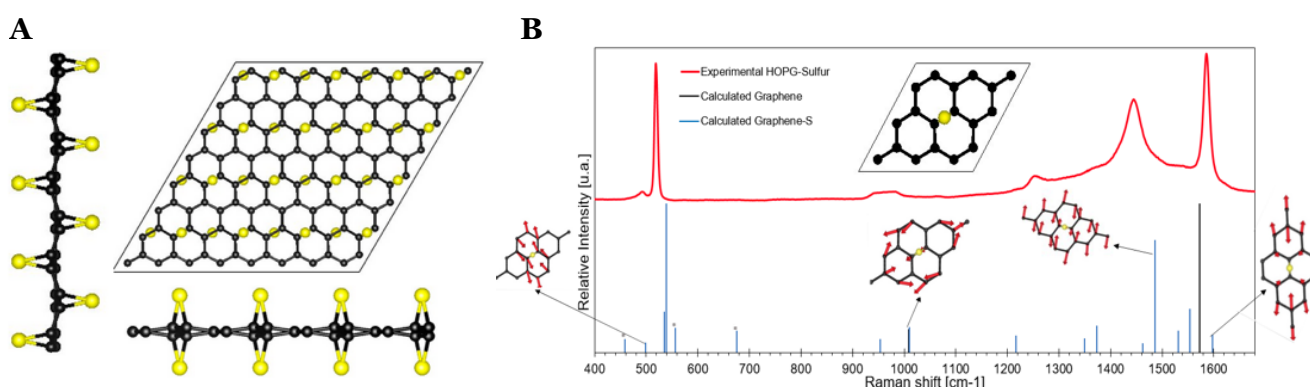 A
B
Experimental HOPG-Sulfur
Calculated Graphene
Calculated Graphene-S
Relative Intensity [u.a.]
* * * *
400 500 600 700 800 900 1000 1100 1200 1300 1400 1500 1600
Raman shift [cm-1]